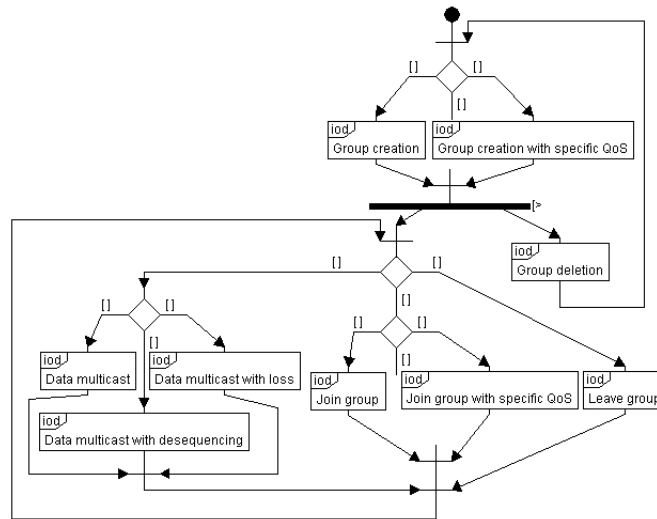 [ ]
[ ]
[ ]
iod
Group creation
iod
Group creation with specific QoS
[>
iod
Group deletion
[ ]
[ ]
[ ]
[ ]
[ ]
[ ]
[ ]
[ ]
[ ]
iod
Data multicast
iod
Data multicast with loss
iod
Join group
iod
Join group with specific QoS
iod
Leave group
iod
Data multicast with desequencing